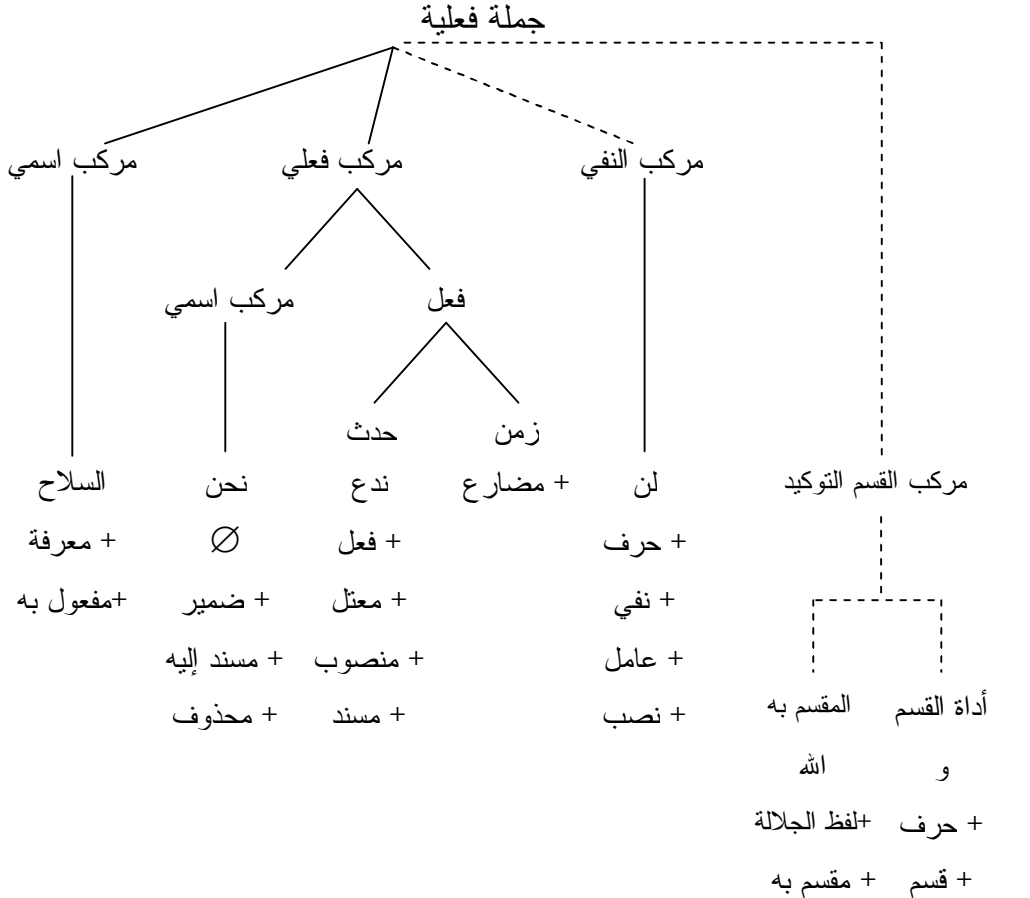 جملة فعلية
مركب النفي مركب فعلي مركب اسمي
فعل مركب اسمي
زمن حدث
مركب القسم التوكيد لن + مضارع ندع نحن السلاح
+ حرف + فعل ∅ + معرفة
+ نفي + معتل + ضمير +مفعول به
+ عامل + منصوب + مسند إليه
+ نصب + مسند + محذوف
أداة القسم المقسم به
و الله
+ حرف +لفظ الجلالة
+ قسم + مقسم به